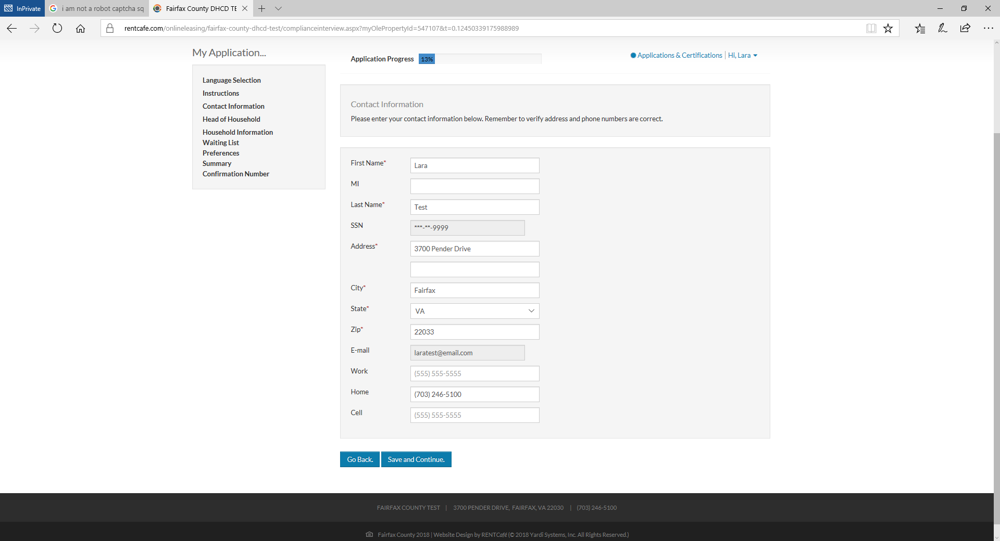 InPrivate
i am not a robot captcha sq
Fairfax County DHCD TE
rentcafe.com/onlineleasing/fairfax-county-dhcd-test/complianceinterview.aspx?myOlePropertyId=547107&t=0.12450339175988989
My Application...
Language Selection
Instructions
Contact Information
Head of Household
Household Information
Waiting List
Preferences
Summary
Confirmation Number
Application Progress 13%
Applications & Certifications | Hi, Lara
Contact Information
Please enter your contact information below. Remember to verify address and phone numbers are correct.
First Name* Lara
MI
Last Name* Test
SSN ***-**-9999
Address* 3700 Pender Drive
City* Fairfax
State* VA
Zip* 22033
E-mail laratest@email.com
Work (555) 555-5555
Home (703) 246-5100
Cell (555) 555-5555
Go Back. Save and Continue.
FAIRFAX COUNTY TEST | 3700 PENDER DRIVE, FAIRFAX, VA 22030 | (703) 246-5100
Fairfax County 2018 | Website Design by RENTCafé (© 2018 Yardi Systems, Inc. All Rights Reserved.)